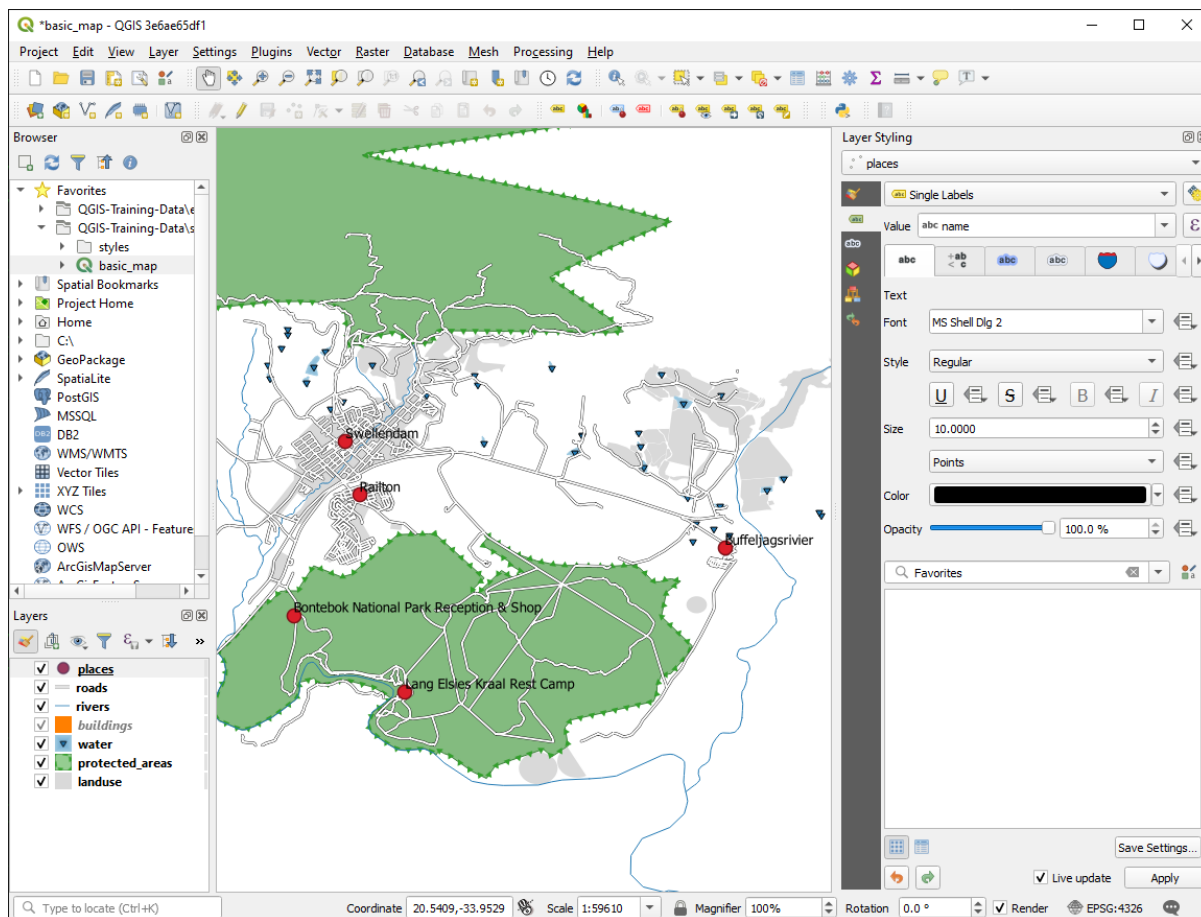 *basic_map - QGIS 3e6ae65df1
Project Edit View Layer Settings Plugins Vector Raster Database Mesh Processing Help
Browser
Favorites
QGIS-Training-Data\e
QGIS-Training-Data\s
styles
basic_map
Spatial Bookmarks
Project Home
Home
C:\
GeoPackage
SpatiaLite
PostGIS
MSSQL
DB2
WMS/WMTS
Vector Tiles
XYZ Tiles
WCS
WFS / OGC API - Feature
OWS
ArcGisMapServer
Layers
places
roads
rivers
buildings
water
protected_areas
landuse
Swellendam
Railton
Buffeljagsrivier
Bontebok National Park Reception & Shop
Lang Elsies Kraal Rest Camp
Layer Styling
places
abc Single Labels
Value abc name ε
abc +ab < c abc abc
Text
Font MS Shell Dlg 2
Style Regular
U S B I
Size 10.0000
Points
Color
Opacity 100.0 %
Favorites
Save Settings...
Live update Apply
Type to locate (Ctrl+K) Coordinate 20.5409,-33.9529 Scale 1:59610 Magnifier 100% Rotation 0.0 ° Render EPSG:4326